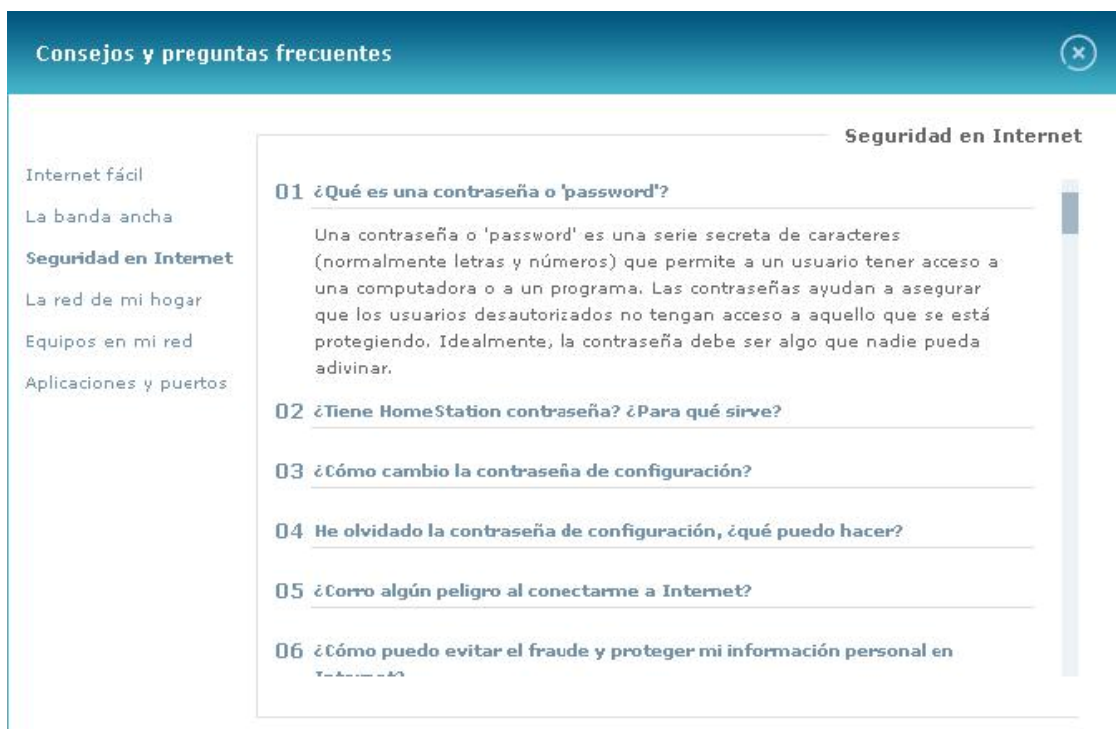 Consejos y preguntas frecuentes
Seguridad en Internet
Internet fácil
La banda ancha
Seguridad en Internet
La red de mi hogar
Equipos en mi red
Aplicaciones y puertos
01 ¿Qué es una contraseña o 'password'?
Una contraseña o 'password' es una serie secreta de caracteres
(normalmente letras y números) que permite a un usuario tener acceso a
una computadora o a un programa. Las contraseñas ayudan a asegurar
que los usuarios desautorizados no tengan acceso a aquello que se está
protegiendo. Idealmente, la contraseña debe ser algo que nadie pueda
adivinar.
02 ¿Tiene HomeStation contraseña? ¿Para qué sirve?
03 ¿Cómo cambio la contraseña de configuración?
04 He olvidado la contraseña de configuración, ¿qué puedo hacer?
05 ¿Corro algún peligro al conectarme a Internet?
06 ¿Cómo puedo evitar el fraude y proteger mi información personal en
Internet?